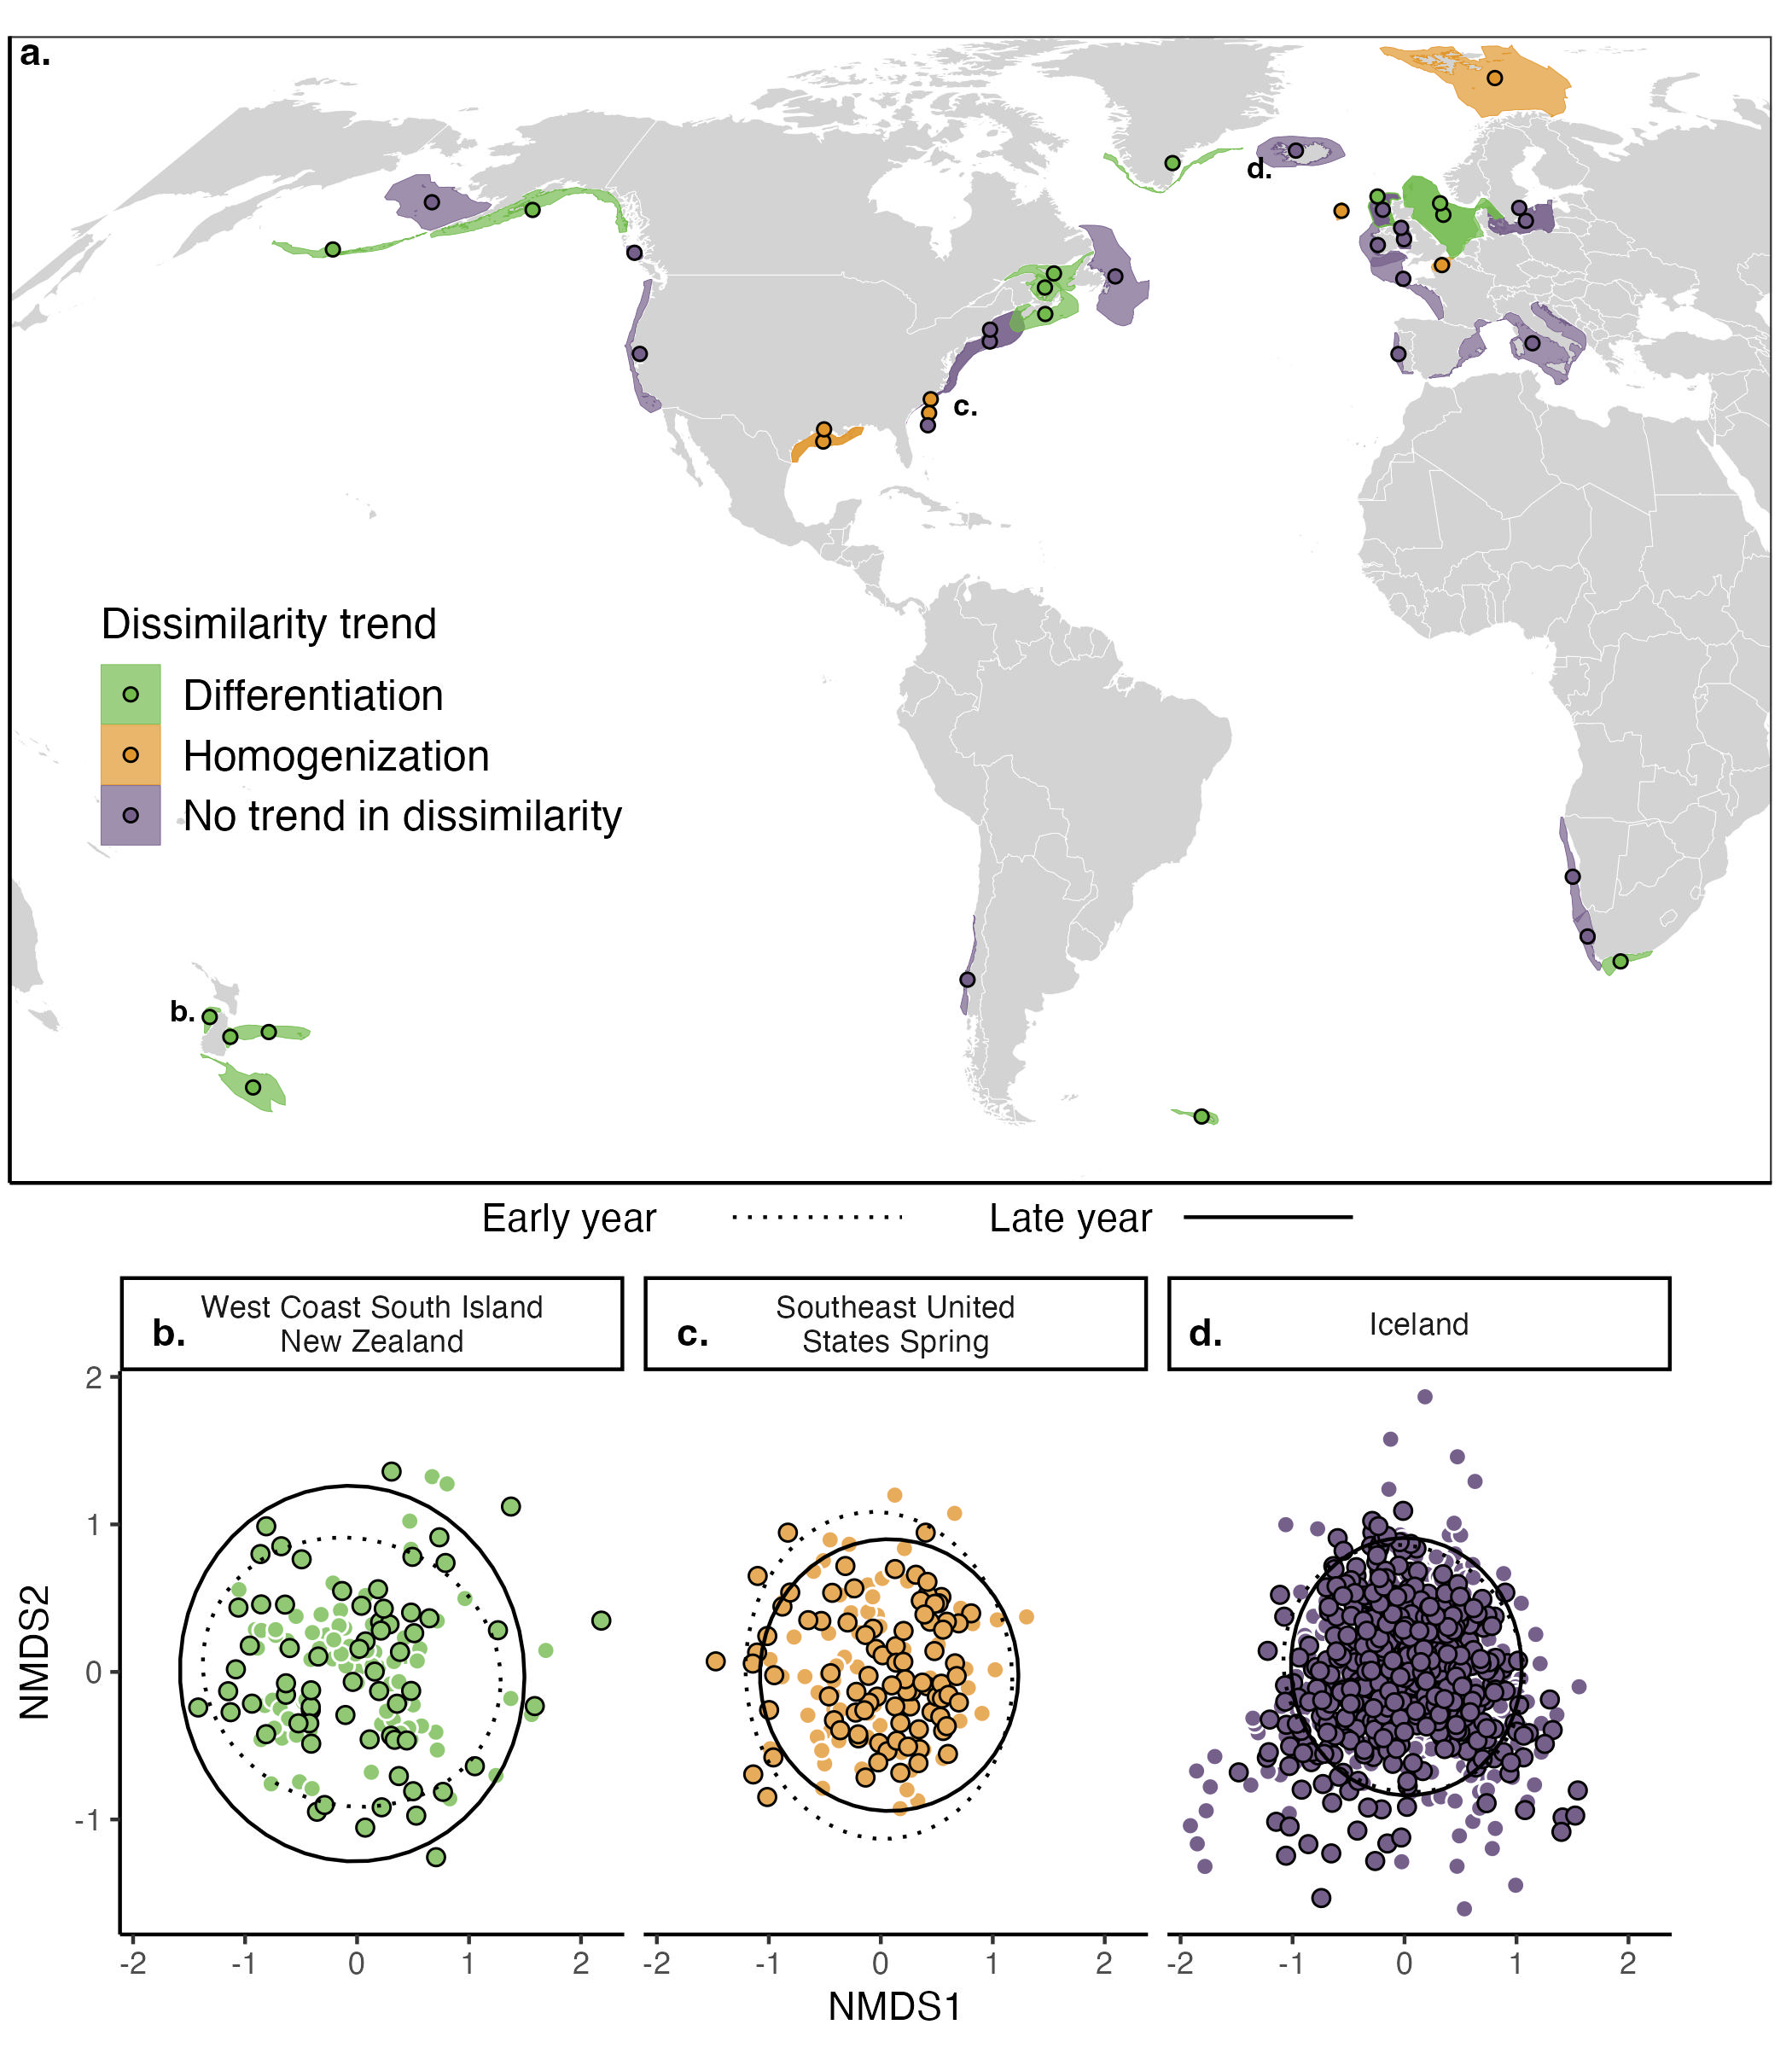 a.
d.
c.
Dissimilarity trend
Differentiation
Homogenization
No trend in dissimilarity
b.
Early year
Late year
b.
West Coast South Island
New Zealand
c.
Southeast United
States Spring
d.
Iceland
2
1
0
-1
NMDS2
-2 -1 0 1 2
-2 -1 0 1 2
-2 -1 0 1 2
NMDS1